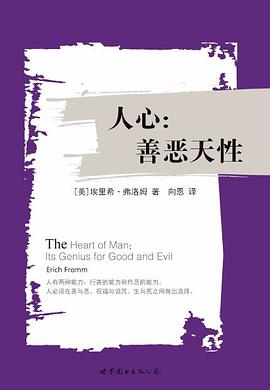 人心:
善恶天性
[美]埃里希·弗洛姆 著 向恩 译
The Heart of Man:
Its Genius for Good and Evil
Erich Fromm
人有两种能力：行善的能力和作恶的能力。
人必须在善与恶、祝福与诅咒、生与死之间做出选择。
世界图书出版公司